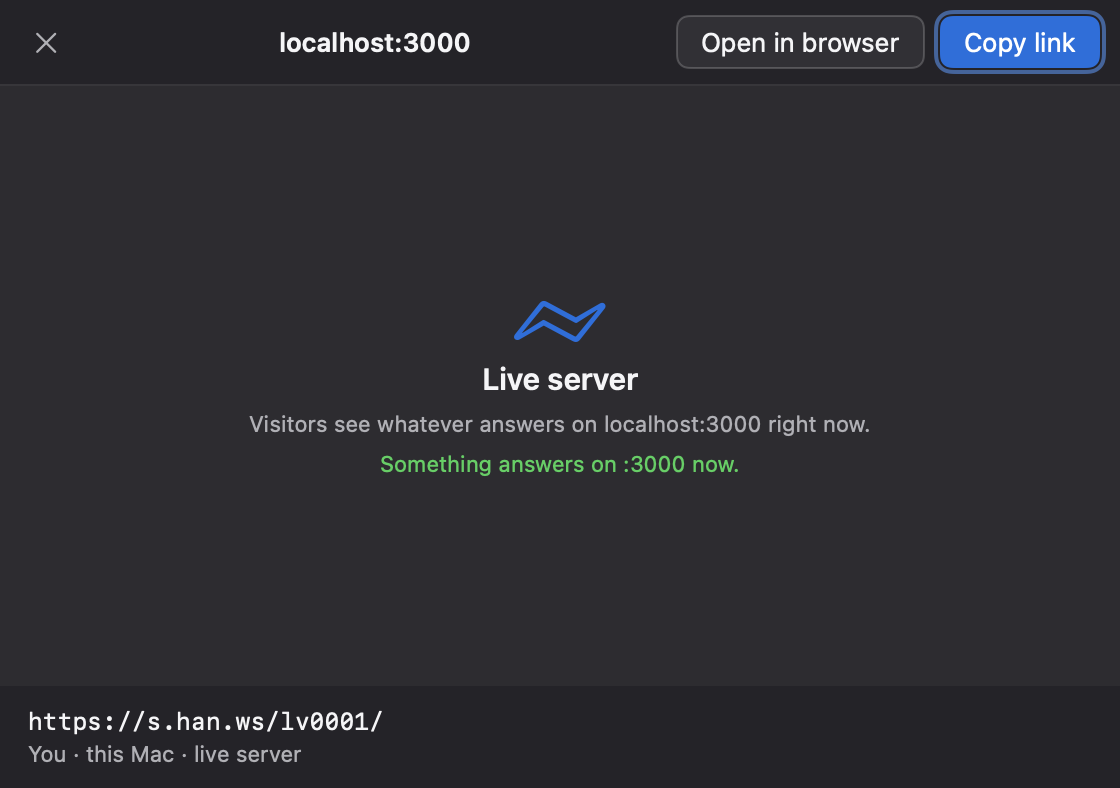 localhost:3000
Open in browser
Copy link
Live server
Visitors see whatever answers on localhost:3000 right now.
Something answers on :3000 now.
https://s.han.ws/lv0001/
You · this Mac · live server